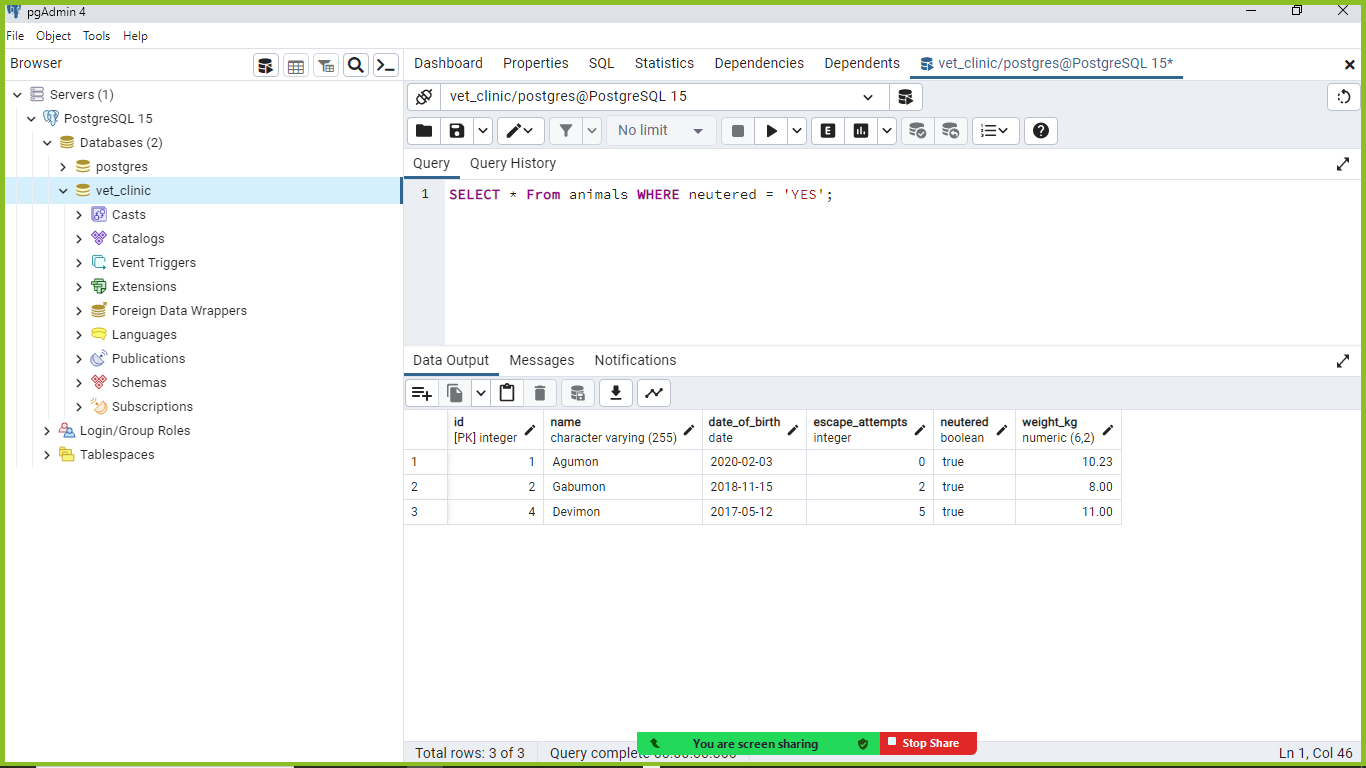 pgAdmin 4
File Object Tools Help
Browser
Servers (1)
PostgreSQL 15
Databases (2)
postgres
vet_clinic
Casts
Catalogs
Event Triggers
Extensions
Foreign Data Wrappers
Languages
Publications
Schemas
Subscriptions
Login/Group Roles
Tablespaces
Dashboard Properties SQL Statistics Dependencies Dependents vet_clinic/postgres@PostgreSQL 15*
vet_clinic/postgres@PostgreSQL 15
No limit E
Query Query History
1 SELECT * From animals WHERE neutered = 'YES';
Data Output Messages Notifications
id name date_of_birth escape_attempts neutered weight_kg
[PK] integer character varying (255) date integer boolean numeric (6,2)
1 1 Agumon 2020-02-03 0 true 10.23
2 2 Gabumon 2018-11-15 2 true 8.00
3 4 Devimon 2017-05-12 5 true 11.00
You are screen sharing Stop Share
Total rows: 3 of 3 Query complete Ln 1, Col 46